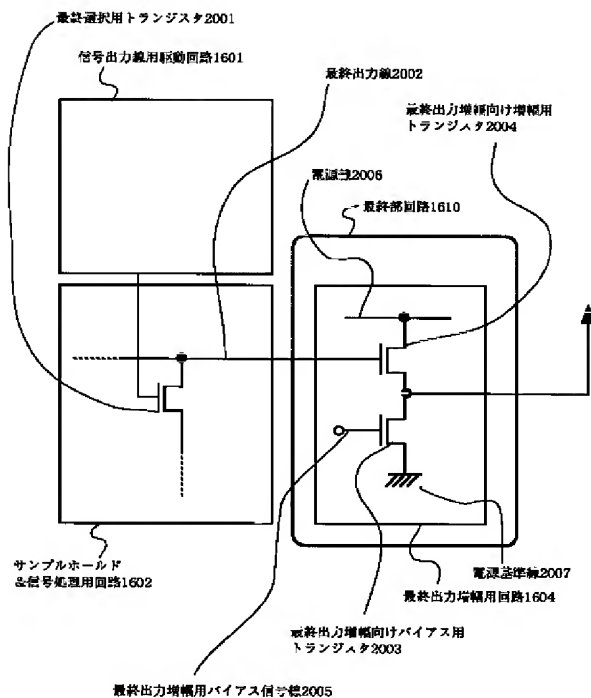 最終選択用トランジスタ2001
信号出力線用駆動回路1601
最終出力線2002
最終出力増幅向け増幅用
トランジスタ2004
電源線2006
最終部回路1610
サンプルホールド
&信号処理用回路1602
電源基準線2007
最終出力増幅用回路1604
最終出力増幅向けバイアス用
トランジスタ2003
最終出力増幅用バイアス信号線2005